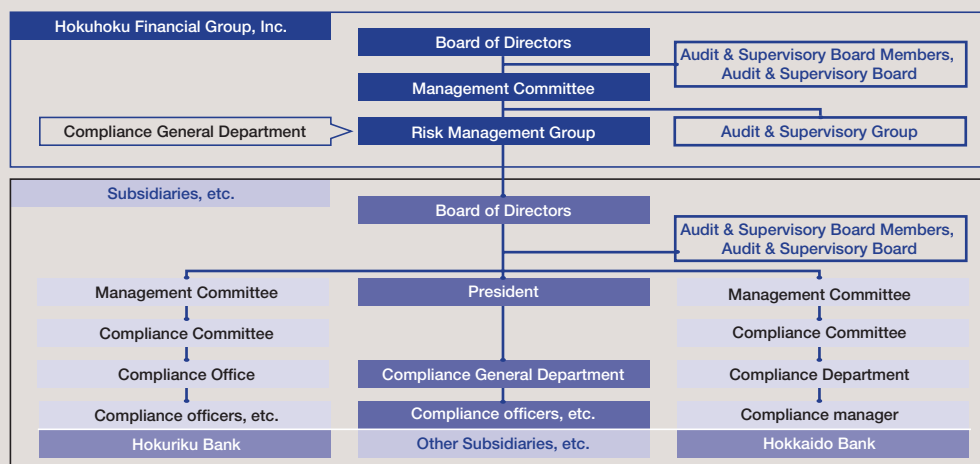 Hokuhoku Financial Group, Inc.
Board of Directors
Audit & Supervisory Board Members,
Audit & Supervisory Board
Management Committee
Compliance General Department
Risk Management Group
Audit & Supervisory Group
Subsidiaries, etc.
Board of Directors
Audit & Supervisory Board Members,
Audit & Supervisory Board
Management Committee
President
Management Committee
Compliance Committee
Compliance Committee
Compliance Office
Compliance General Department
Compliance Department
Compliance officers, etc.
Compliance officers, etc.
Compliance manager
Hokuriku Bank
Other Subsidiaries, etc.
Hokkaido Bank